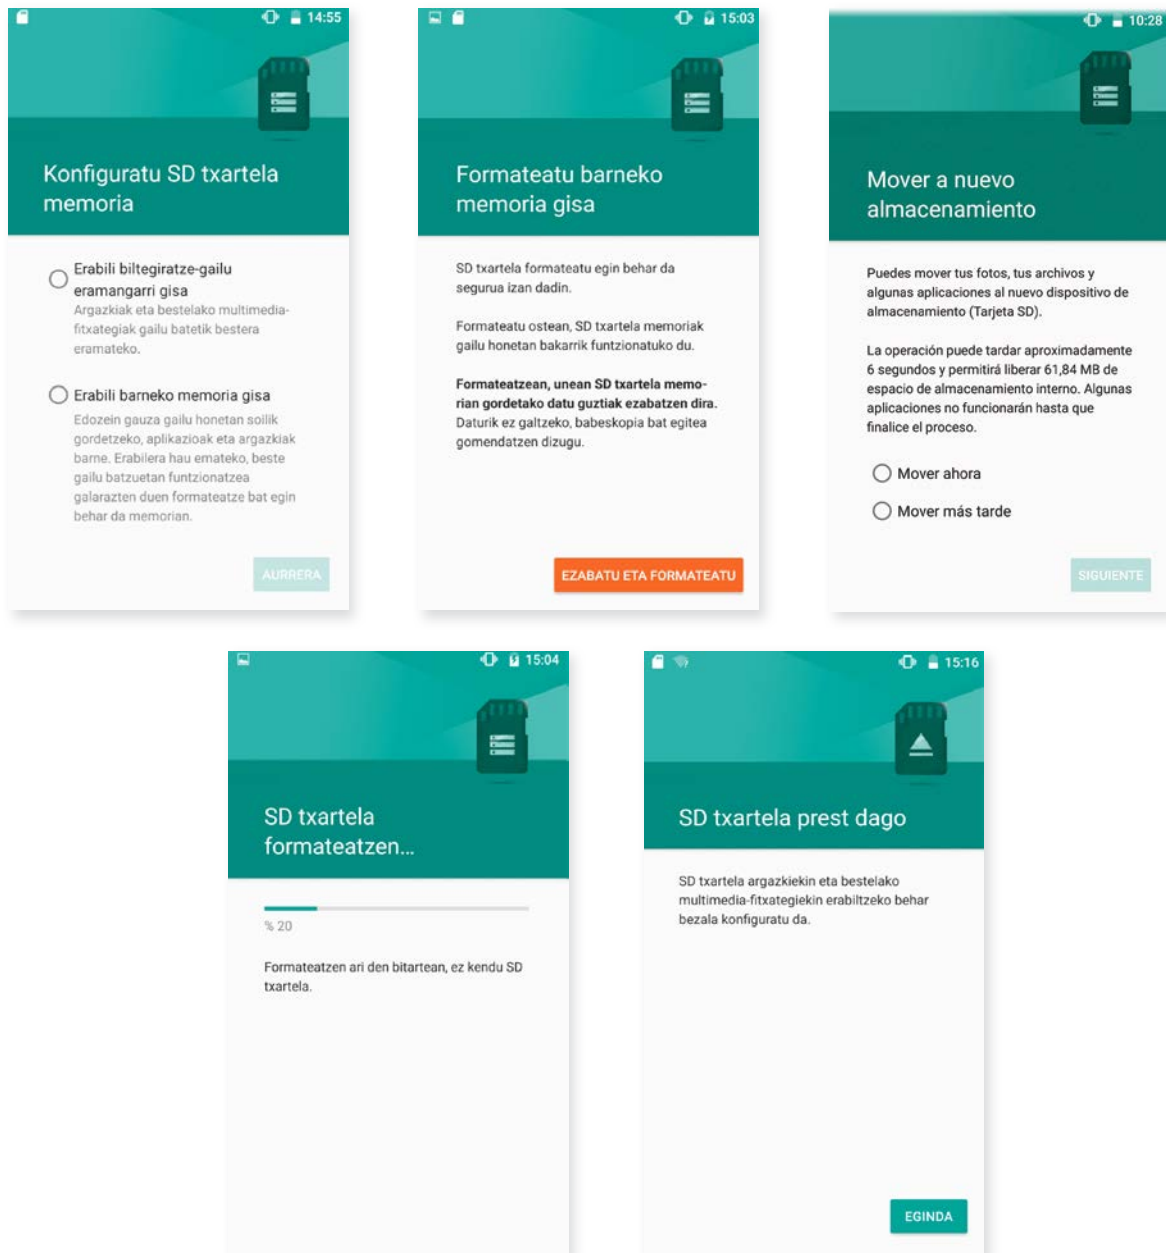 14:55
Konfiguratu SD txartela
memoria
Erabili biltegiratze-gailu
eramangarri gisa
Argazkiak eta bestelako multimedia-
fitxategiak gailu batetik bestera
eramateko.
Erabili barneko memoria gisa
Edozein gauza gailu honetan soilik
gordetzeko, aplikazioak eta argazkiak
barne. Erabilera hau emateko, beste
gailu batzuetan funtzionatzea
galarazten duen formateatze bat egin
behar da memorian.
AURRERA
15:03
Formateatu barneko
memoria gisa
SD txartela formateatu egin behar da
segurua izan dadin.
Formateatu ostean, SD txartela memoriak
gailu honetan bakarrik funtzionatuko du.
Formateatzean, unean SD txartela memo-
rian gordetako datu guztiak ezabatzen dira.
Daturik ez galtzeko, babeskopia bat egitea
gomendatzen dizugu.
EZABATU ETA FORMATEATU
10:28
Mover a nuevo
almacenamiento
Puedes mover tus fotos, tus archivos y
algunas aplicaciones al nuevo dispositivo de
almacenamiento (Tarjeta SD).
La operación puede tardar aproximadamente
6 segundos y permitirá liberar 61,84 MB de
espacio de almacenamiento interno. Algunas
aplicaciones no funcionarán hasta que
finalice el proceso.
Mover ahora
Mover más tarde
SIGUIENTE
15:04
SD txartela
formateatzen...
% 20
Formateatzen ari den bitartean, ez kendu SD
txartela.
15:16
SD txartela prest dago
SD txartela argazkiekin eta bestelako
multimedia-fitxategiekin erabiltzeko behar
bezala konfiguratu da.
EGINDA